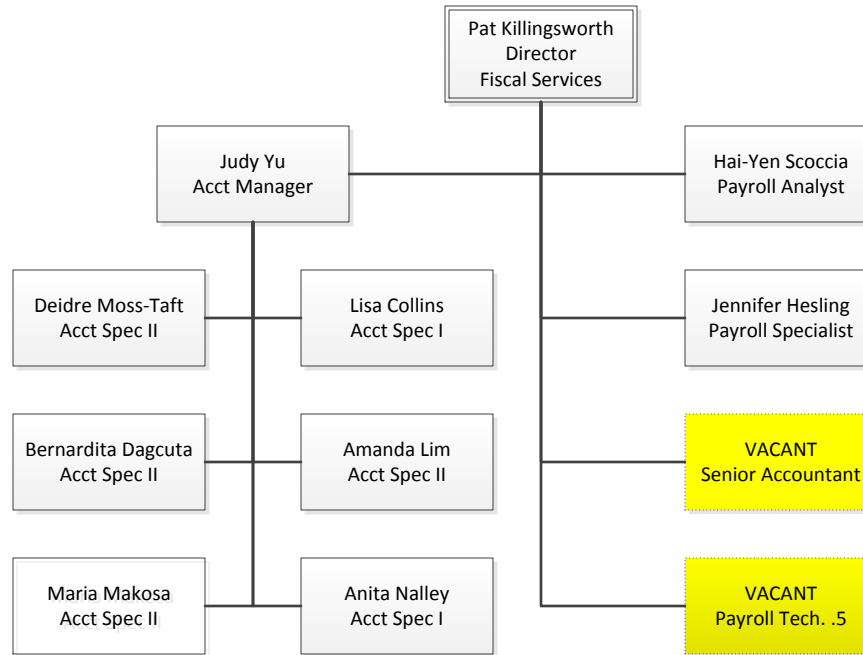 Pat Killingsworth
Director
Fiscal Services
Judy Yu
Acct Manager
Hai-Yen Scoccia
Payroll Analyst
Deidre Moss-Taft
Acct Spec II
Lisa Collins
Acct Spec I
Jennifer Hesling
Payroll Specialist
Bernardita Dagcuta
Acct Spec II
Amanda Lim
Acct Spec II
VACANT
Senior Accountant
Maria Makosa
Acct Spec II
Anita Nalley
Acct Spec I
VACANT
Payroll Tech. .5